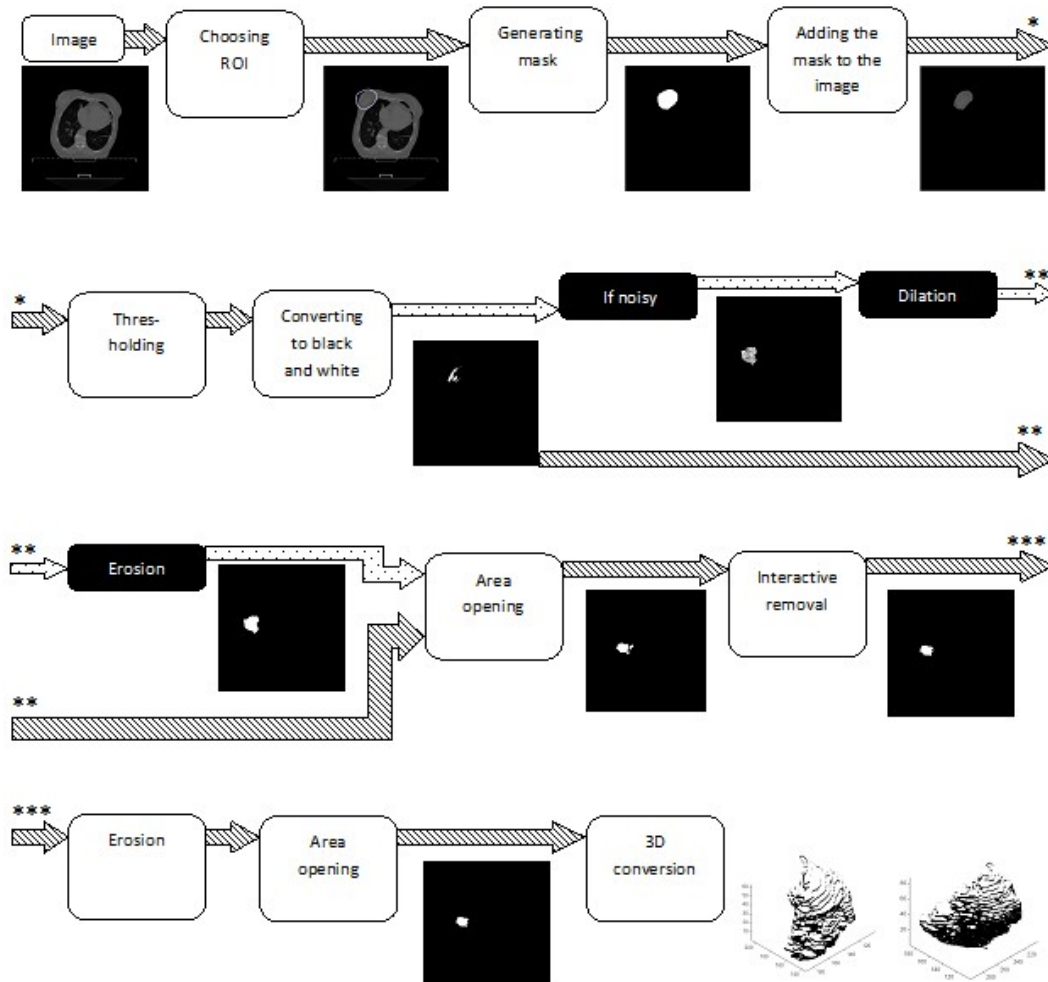 Image
Choosing
ROI
Generating
mask
Adding the
mask to the
image
*
*
Thres-
holding
Converting
to black
and white
If noisy
Dilation
**
**
**
Erosion
Area
opening
Interactive
removal
***
**
***
Erosion
Area
opening
3D
conversion